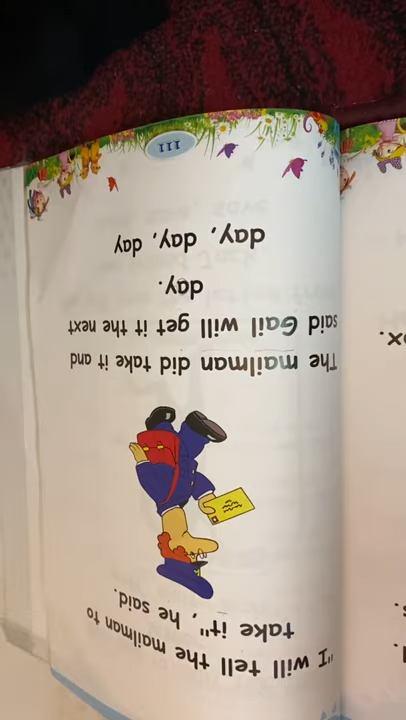 "I will tell the mailman to
take it", he said.
The mailman did take it and
said Gail will get it the next
day.
day, day, day
111